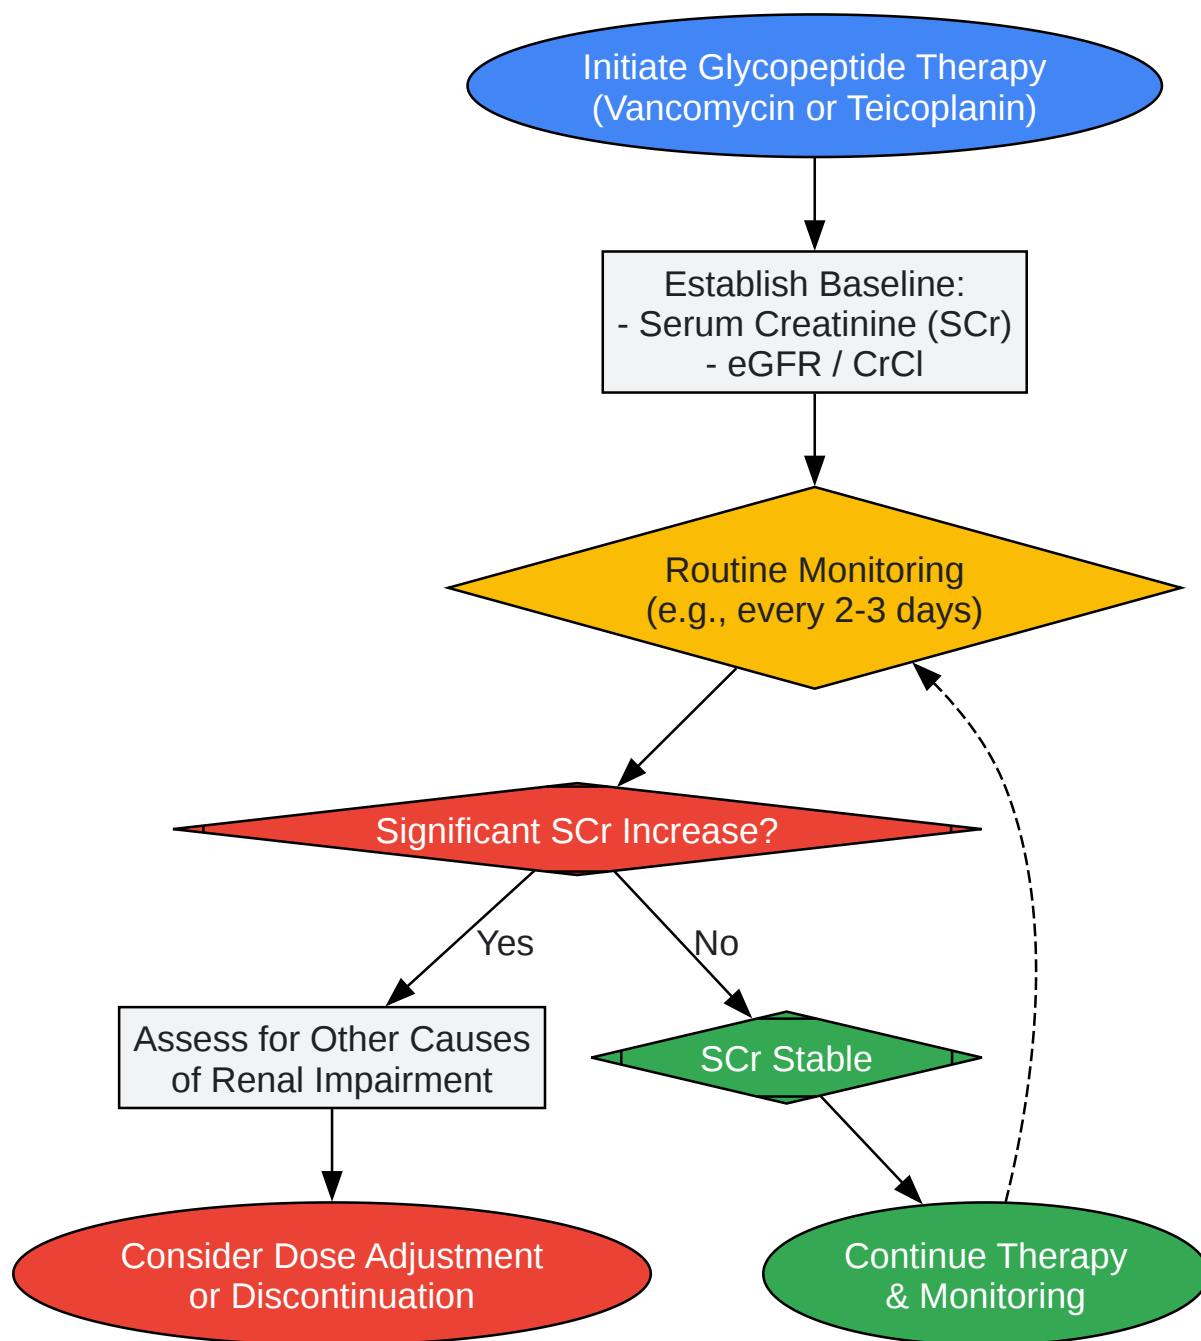 Initiate Glycopeptide Therapy
(Vancomycin or Teicoplanin)
Establish Baseline:
- Serum Creatinine (SCr)
- eGFR / CrCl
Routine Monitoring
(e.g., every 2-3 days)
Significant SCr Increase?
Yes
No
Assess for Other Causes
of Renal Impairment
SCr Stable
Consider Dose Adjustment
or Discontinuation
Continue Therapy
& Monitoring